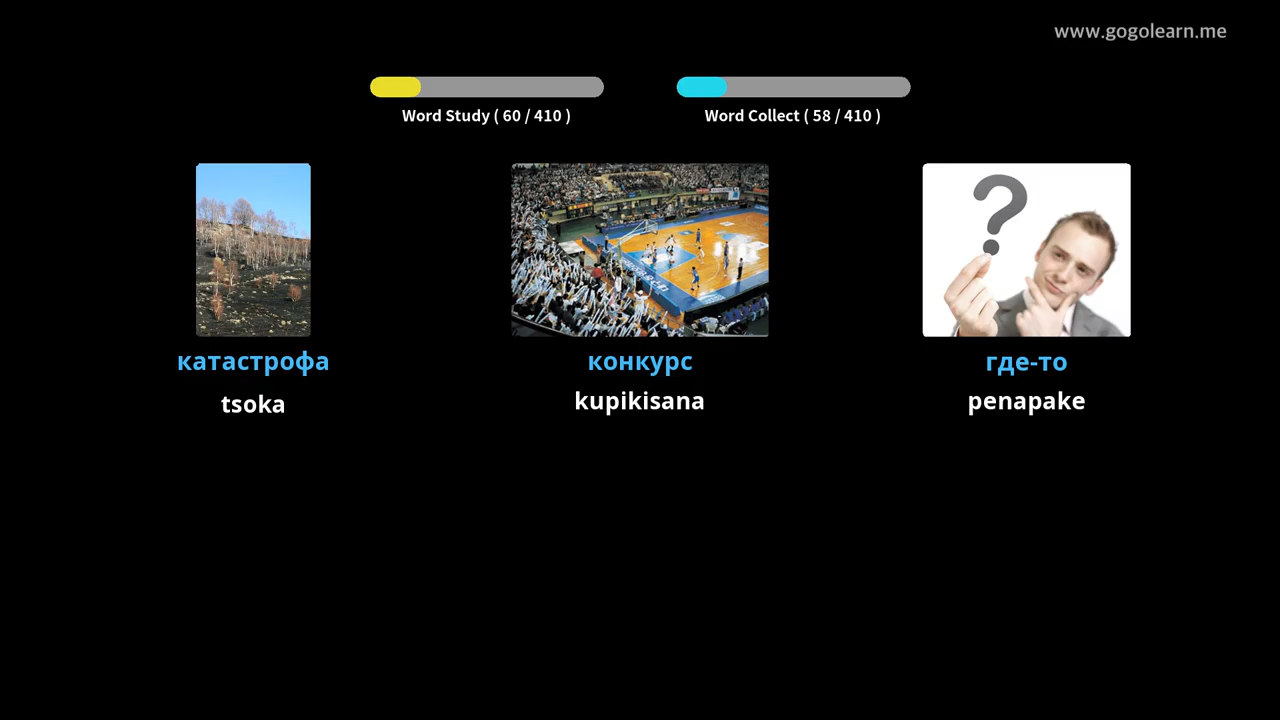 www.gogolearn.me
Word Study ( 60 / 410 )
Word Collect ( 58 / 410 )
катастрофа
конкурс
где-то
tsoka
kupikisana
penapake